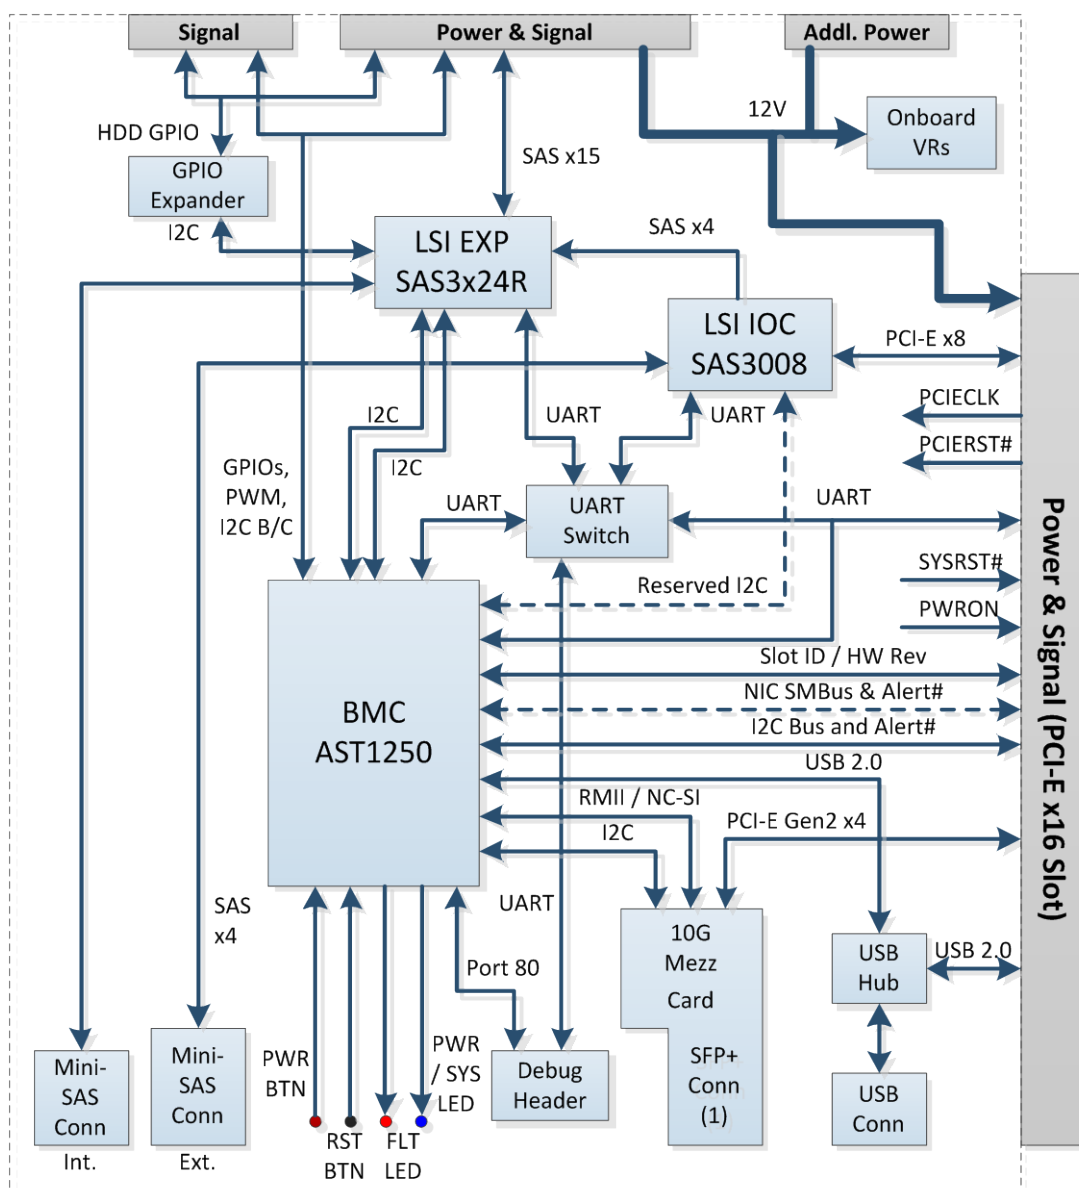 Signal
Power & Signal
Addl. Power
12V
Onboard
VRs
HDD GPIO
GPIO
Expander
SAS x15
I2C
LSI EXP
SAS3x24R
SAS x4
LSI IOC
SAS3008
PCI-E x8
PCIECLK
I2C
UART
UART
PCIERST#
I2C
GPIOs,
PWM,
I2C B/C
UART
UART
Switch
UART
SYSRST#
Reserved I2C
PWRON
Slot ID / HW Rev
NIC SMBus & Alert#
BMC
AST1250
I2C Bus and Alert#
USB 2.0
RMII / NC-SI
PCI-E Gen2 x4
I2C
Power & Signal (PCI-E x16 Slot)
SAS
x4
UART
10G
Mezz
Card
Port 80
USB
Hub
USB 2.0
Mini-
SAS
Conn
Int.
Mini-
SAS
Conn
Ext.
PWR
BTN
RST
BTN
FLT
LED
PWR
/ SYS
LED
Debug
Header
SFP+
Conn
(1)
USB
Conn